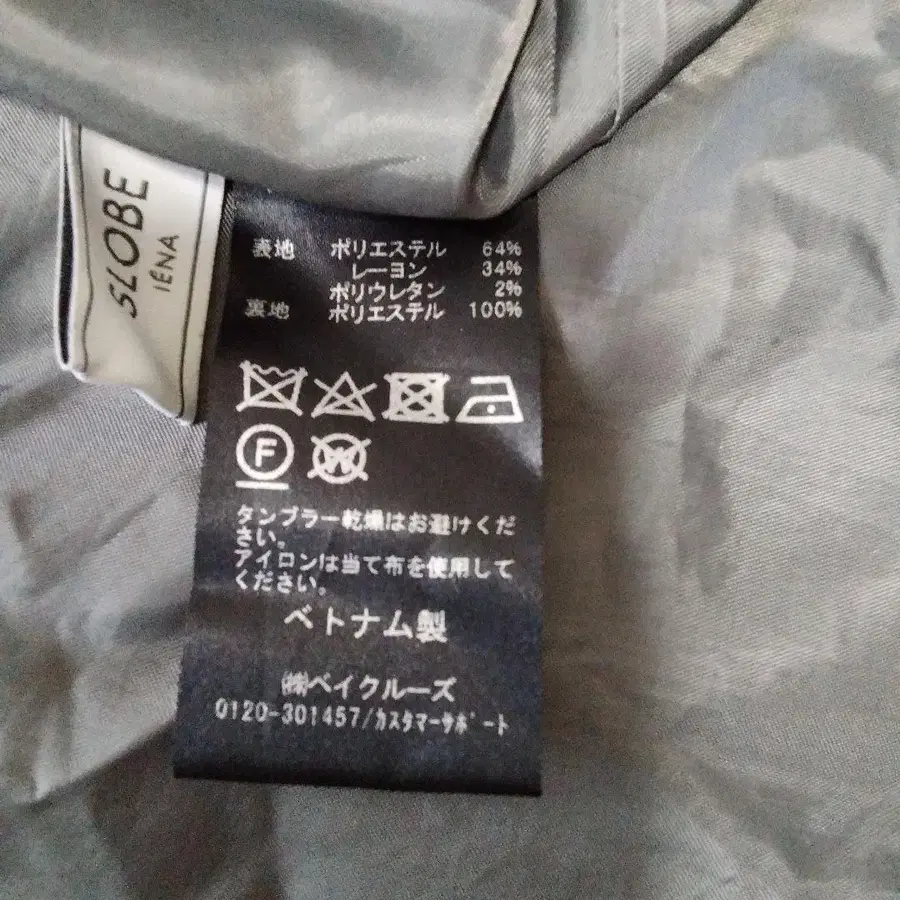 SLOBE
IÉNA
表地 ポリエステル 64%
レーヨン 34%
ポリウレタン 2%
裏地 ポリエステル 100%
F
W
タンブラー乾燥はお避けくだ
さい。
アイロンは当て布を使用して
ください。
ベトナム製
㈱ベイクルーズ
0120-301457/カスタマーサポート